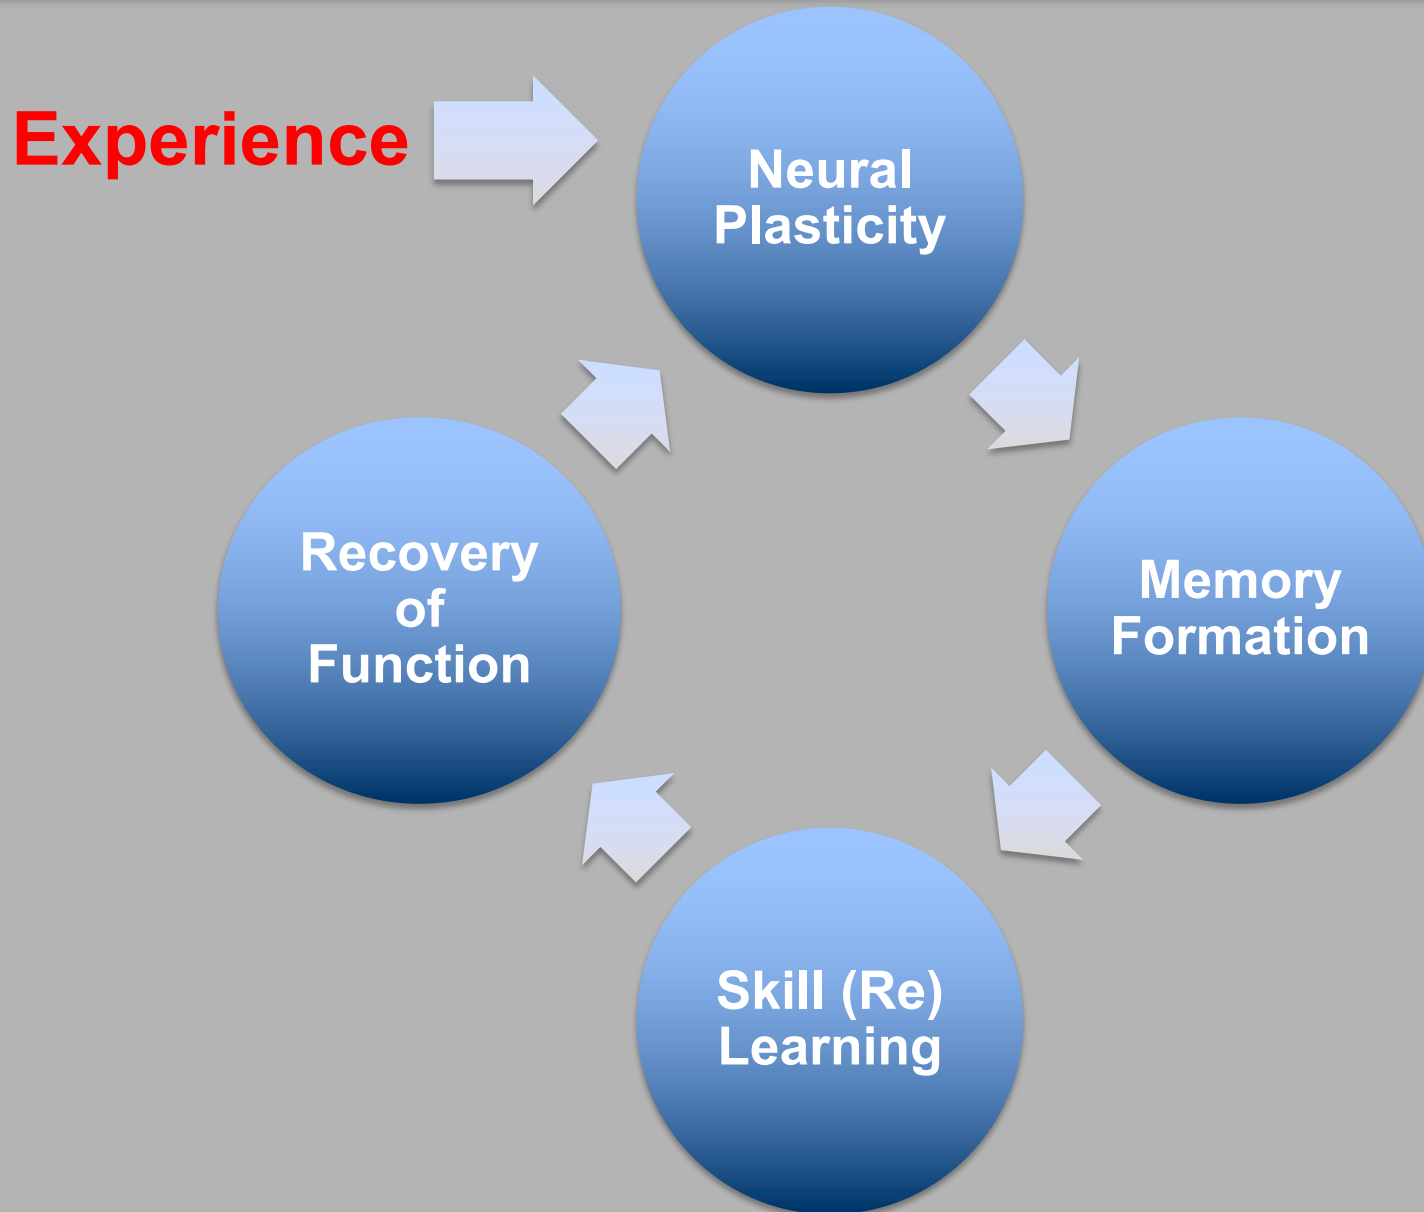 Experience
Neural
Plasticity
Memory
Formation
Skill (Re)
Learning
Recovery
of
Function